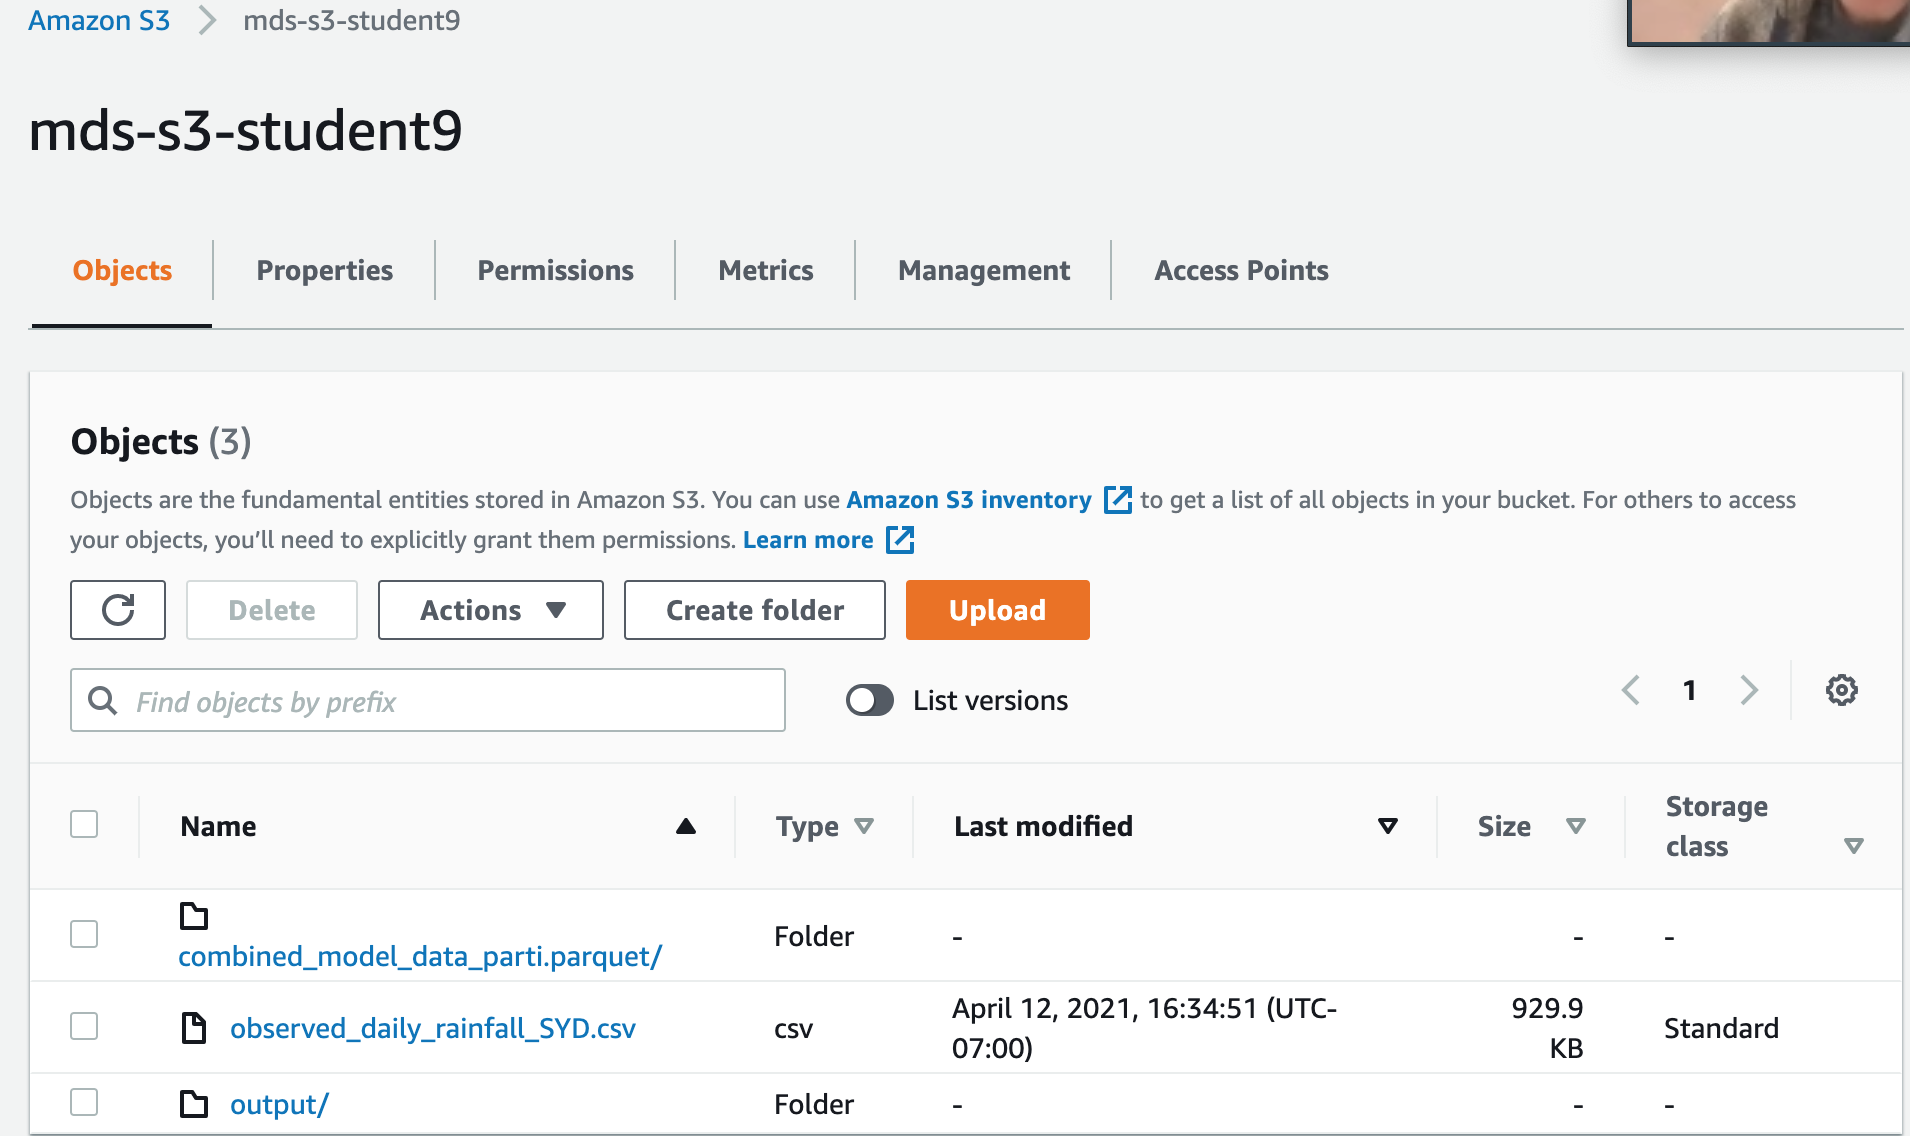 Amazon S3 > mds-s3-student9
mds-s3-student9
Objects Properties Permissions Metrics Management Access Points
Objects (3)
Objects are the fundamental entities stored in Amazon S3. You can use Amazon S3 inventory to get a list of all objects in your bucket. For others to access
your objects, you’ll need to explicitly grant them permissions. Learn more
Delete Actions Create folder Upload
Find objects by prefix List versions 1
Name Type Last modified Size Storage class
combined_model_data_parti.parquet/ Folder - - -
observed_daily_rainfall_SYD.csv csv April 12, 2021, 16:34:51 (UTC-07:00) 929.9 KB Standard
output/ Folder - - -